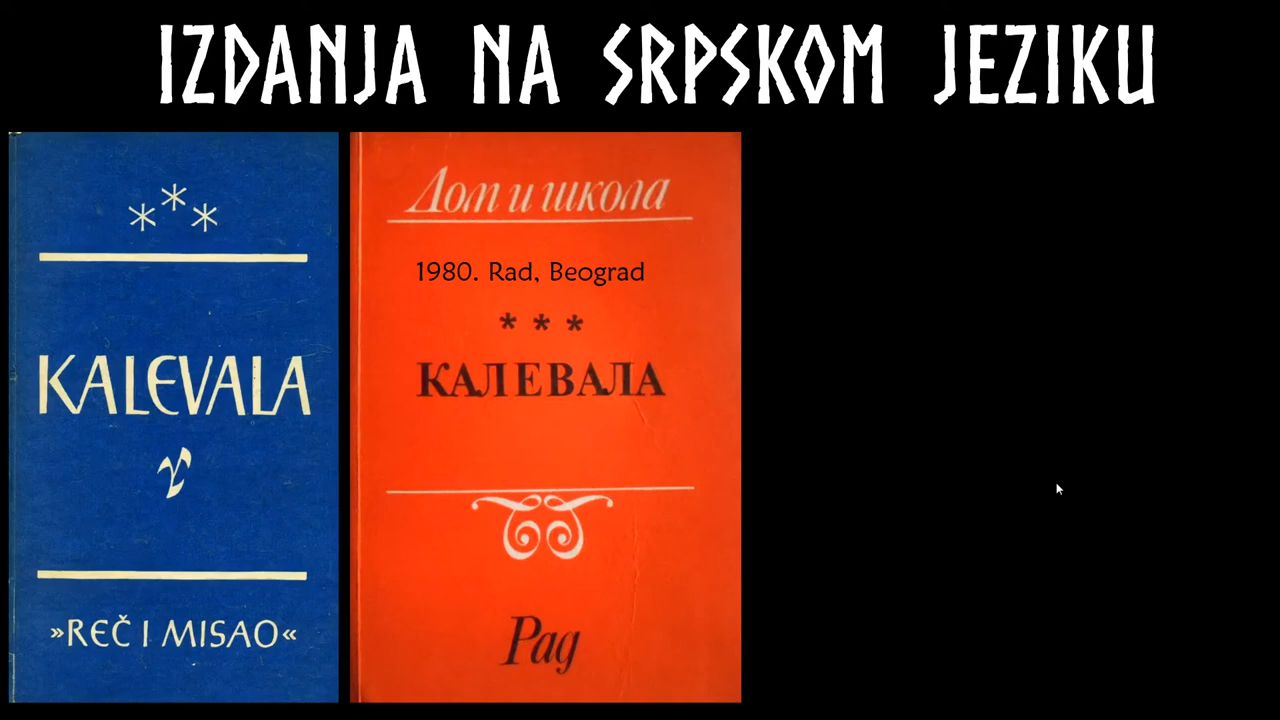 IZDANJA NA SRPSKOM JEZIKU
***
KALEVALA
»REČ I MISAO«
Дом и школа
1980. Rad, Beograd
***
КАЛЕВАЛА
Рад